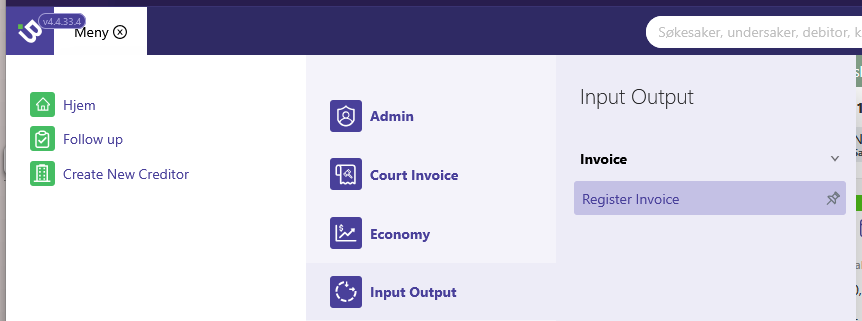 v4.4.33.4
Meny
Søkesaker, undersaker, debitor, k
Hjem
Follow up
Create New Creditor
Admin
Court Invoice
Economy
Input Output
Input Output
Invoice
Register Invoice